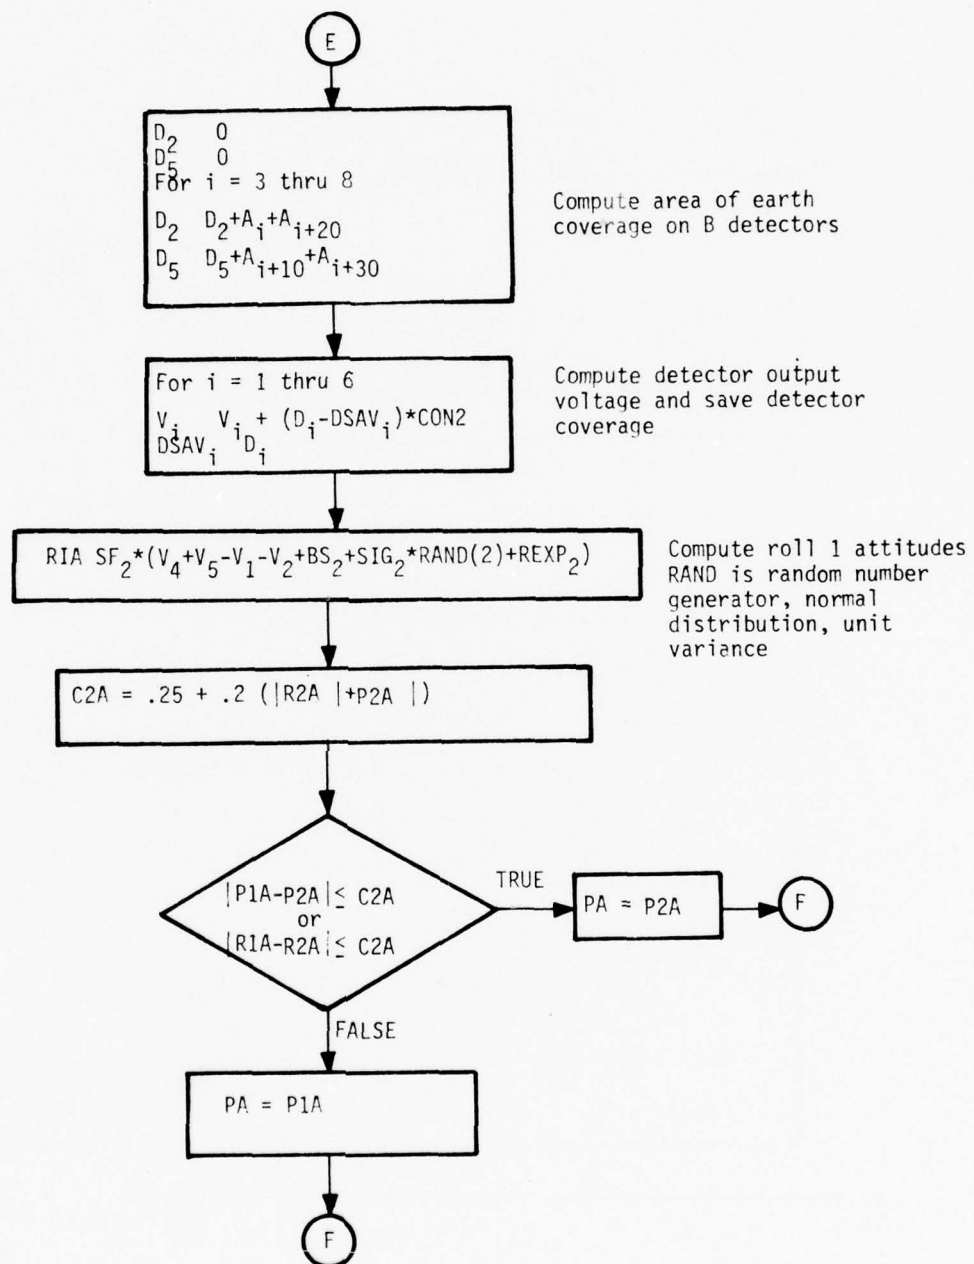 E
D₂ 0
D₅ 0
For i = 3 thru 8
D₂ D₂+Aᵢ+Aᵢ₊₂₀
D₅ D₅+Aᵢ₊₁₀+Aᵢ₊₃₀
Compute area of earth
coverage on B detectors
For i = 1 thru 6
Vᵢ Vᵢ + (Dᵢ-DSAVᵢ)*CON2
DSAVᵢ Dᵢ
Compute detector output
voltage and save detector
coverage
RIA SF₂*(V₄+V₅-V₁-V₂+BS₂+SIG₂*RAND(2)+REXP₂)
Compute roll 1 attitudes
RAND is random number
generator, normal
distribution, unit
variance
C2A = .25 + .2 (|R2A |+P2A |)
|P1A-P2A|≤ C2A
or
|R1A-R2A|≤ C2A
TRUE
PA = P2A
F
FALSE
PA = P1A
F